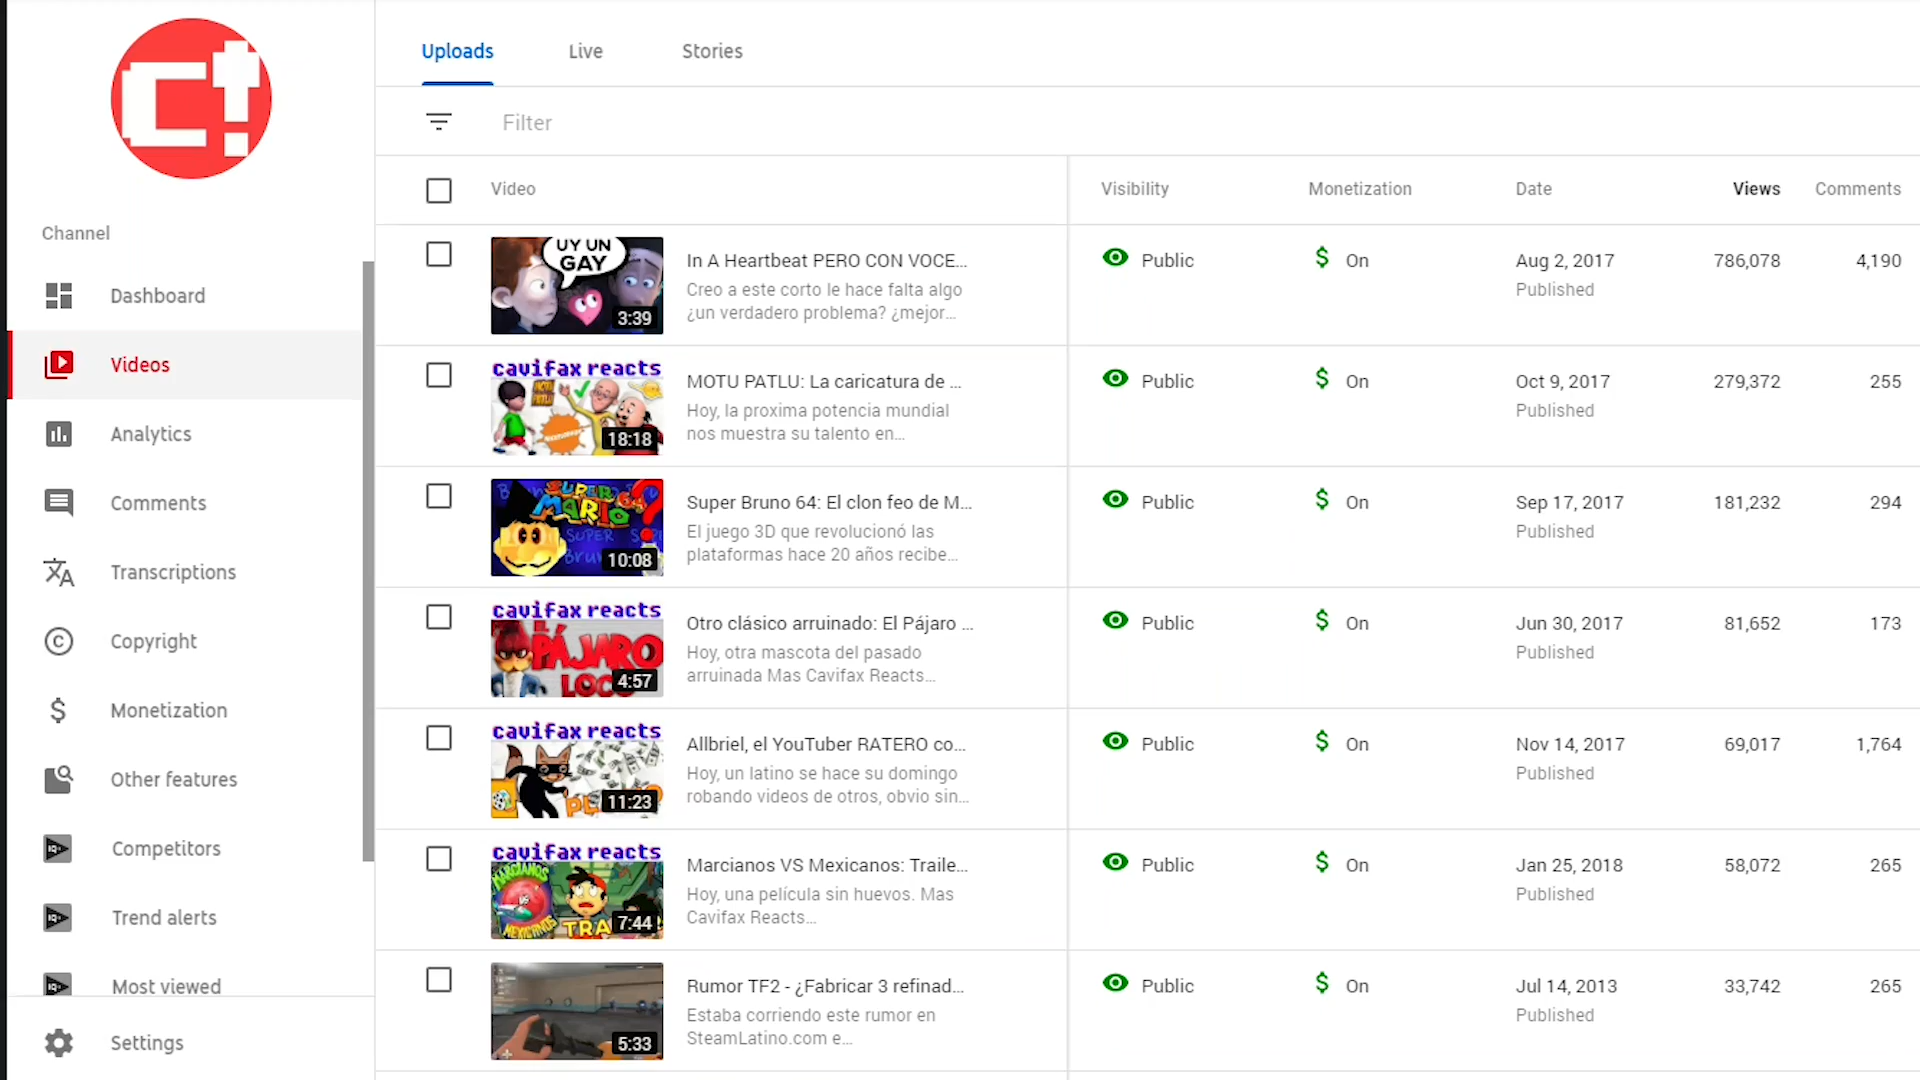 C!
Uploads Live Stories
Filter
Video Visibility Monetization Date Views Comments
Channel
Dashboard
Videos
Analytics
Comments
Transcriptions
Copyright
Monetization
Other features
Competitors
Trend alerts
Most viewed
Settings
UY UN
GAY
3:39
In A Heartbeat PERO CON VOCE...
Creo a este corto le hace falta algo
¿un verdadero problema? ¿mejor...
Public On Aug 2, 2017 786,078 4,190
Published
cavifax reacts
18:18
MOTU PATLU: La caricatura de ...
Hoy, la proxima potencia mundial
nos muestra su talento en...
Public On Oct 9, 2017 279,372 255
Published
SUPER
MARIO
64
?
SUPER
10:08
Super Bruno 64: El clon feo de M...
El juego 3D que revolucionó las
plataformas hace 20 años recibe...
Public On Sep 17, 2017 181,232 294
Published
cavifax reacts
PÁJARO
LOCO
4:57
Otro clásico arruinado: El Pájaro ...
Hoy, otra mascota del pasado
arruinada Mas Cavifax Reacts...
Public On Jun 30, 2017 81,652 173
Published
cavifax reacts
11:23
Allbriel, el YouTuber RATERO co...
Hoy, un latino se hace su domingo
robando videos de otros, obvio sin...
Public On Nov 14, 2017 69,017 1,764
Published
cavifax reacts
MARCIANOS
VS
MEXICANOS
TRA
7:44
Marcianos VS Mexicanos: Traile...
Hoy, una película sin huevos. Mas
Cavifax Reacts...
Public On Jan 25, 2018 58,072 265
Published
5:33
Rumor TF2 - ¿Fabricar 3 refinad...
Estaba corriendo este rumor en
SteamLatino.com e...
Public On Jul 14, 2013 33,742 265
Published